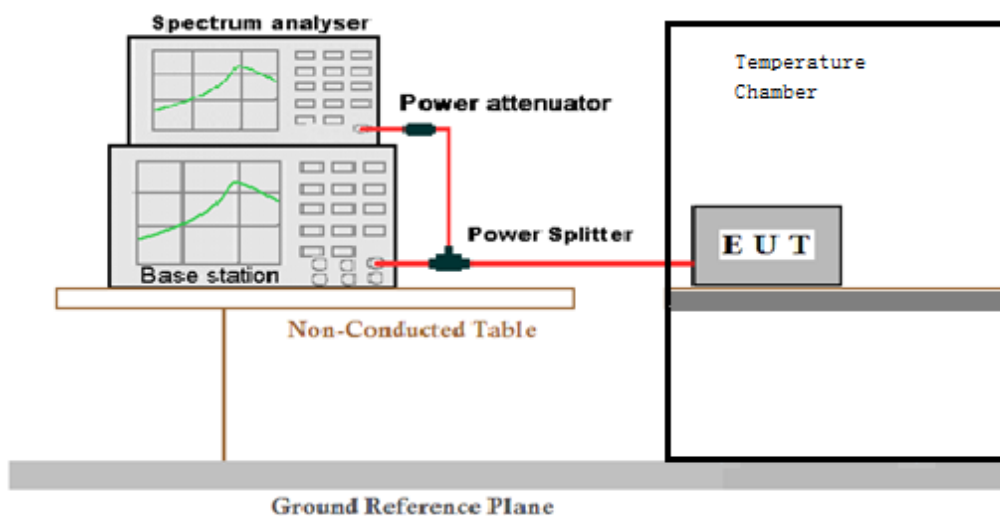 Spectrum analyser
Temperature
Chamber
Power attenuator
Power Splitter
E U T
Base station
Non-Conducted Table
Ground Reference Plane